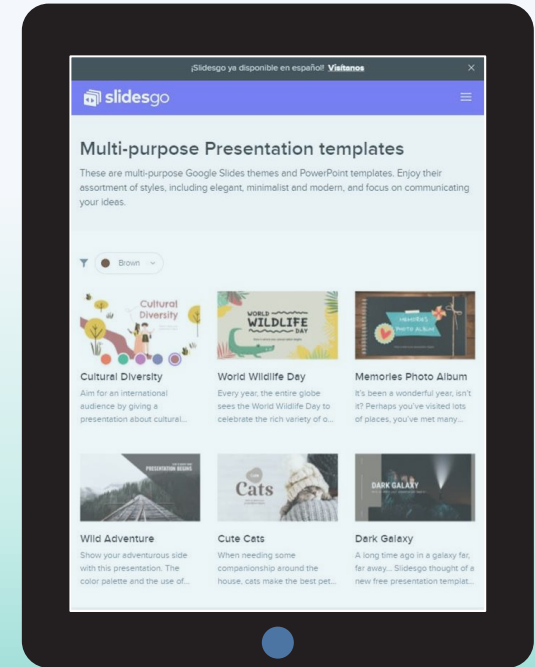 ¡Slidesgo ya disponible en español! Visítanos
slidesgo
Multi-purpose Presentation templates
These are multi-purpose Google Slides themes and PowerPoint templates. Enjoy their
assortment of styles, including elegant, minimalist and modern, and focus on communicating
your ideas.
Brown
Cultural
Diversity
WORLD
WILDLIFE
DAY
MEMORIES
PHOTO ALBUM
Cultural Diversity
World Wildlife Day
Memories Photo Album
Aim for an international
audience by giving a
presentation about cultural...
Every year, the entire globe
sees the World Wildlife Day to
celebrate the rich variety of o...
It's been a wonderful year, isn't
it? Perhaps you've visited lots
of places, you've met many...
PRESENTATION BEGINS
Cats
DARK GALAXY
Wild Adventure
Cute Cats
Dark Galaxy
Show your adventurous side
with this presentation. The
color palette and the use of...
When needing some
companionship around the
house, cats make the best pet...
A long time ago in a galaxy far,
far away... Slidesgo thought of a
new free presentation templat...